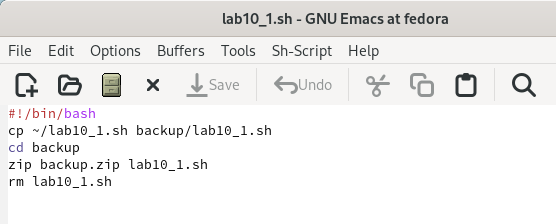 lab10_1.sh - GNU Emacs at fedora
File Edit Options Buffers Tools Sh-Script Help
Save Undo
#!/bin/bash
cp ~/lab10_1.sh backup/lab10_1.sh
cd backup
zip backup.zip lab10_1.sh
rm lab10_1.sh